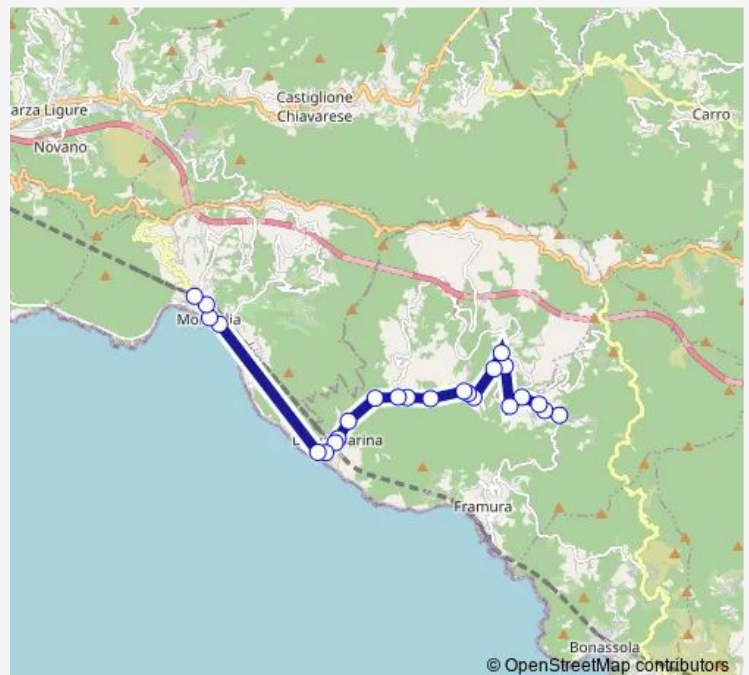 Castiglione
Chiavarese
arza Ligure
Carro
Novano
Framura
Bonassola
© OpenStreetMap contributors